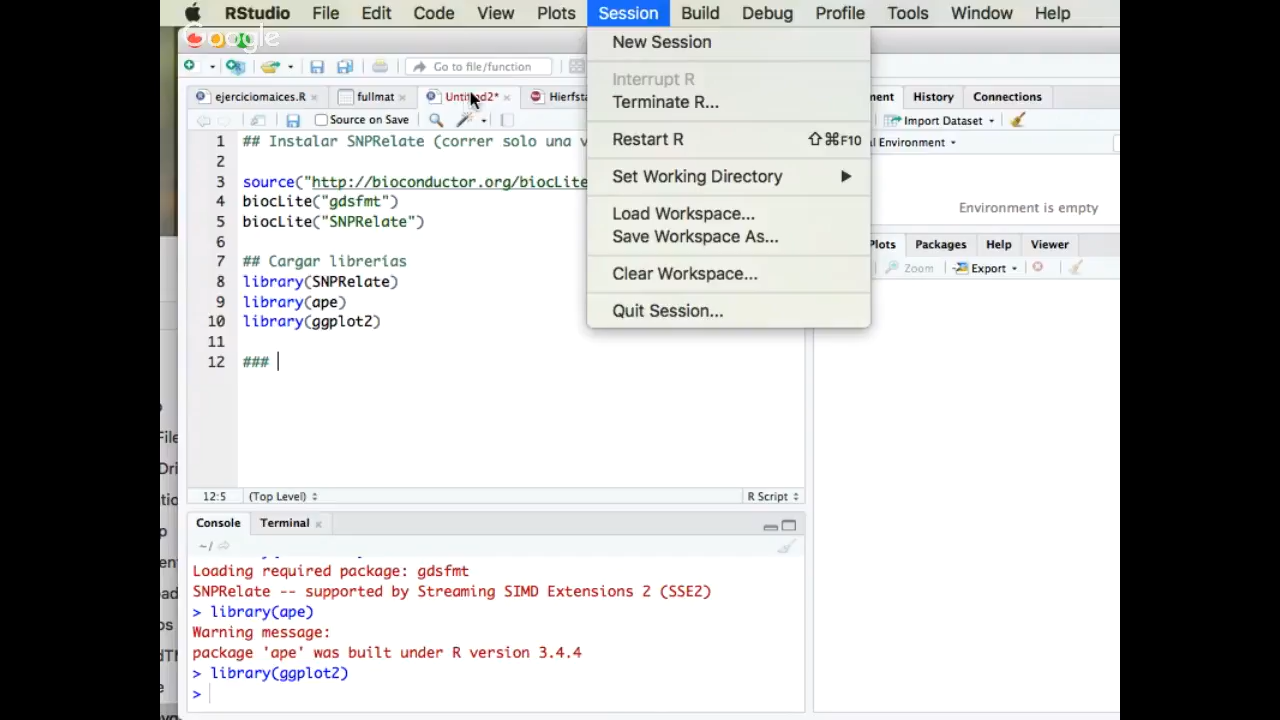 RStudio File Edit Code View Plots Session Build Debug Profile Tools Window Help
Google
New Session
Interrupt R
Terminate R...
Restart R ⇧⌘F10
Set Working Directory
Load Workspace...
Save Workspace As...
Clear Workspace...
Quit Session...
Go to file/function
ejerciciomaices.R fullmat Untitled2* Hierfsta
Source on Save
1 ## Instalar SNPRelate (correr solo una v
2
3 source("http://bioconductor.org/biocLite
4 biocLite("gdsfmt")
5 biocLite("SNPRelate")
6
7 ## Cargar librerías
8 library(SNPRelate)
9 library(ape)
10 library(ggplot2)
11
12 ###
12:5 (Top Level) R Script
Console Terminal
~/
Loading required package: gdsfmt
SNPRelate -- supported by Streaming SIMD Extensions 2 (SSE2)
> library(ape)
Warning message:
package 'ape' was built under R version 3.4.4
> library(ggplot2)
>
ment History Connections
Import Dataset
l Environment
Environment is empty
Plots Packages Help Viewer
Zoom Export